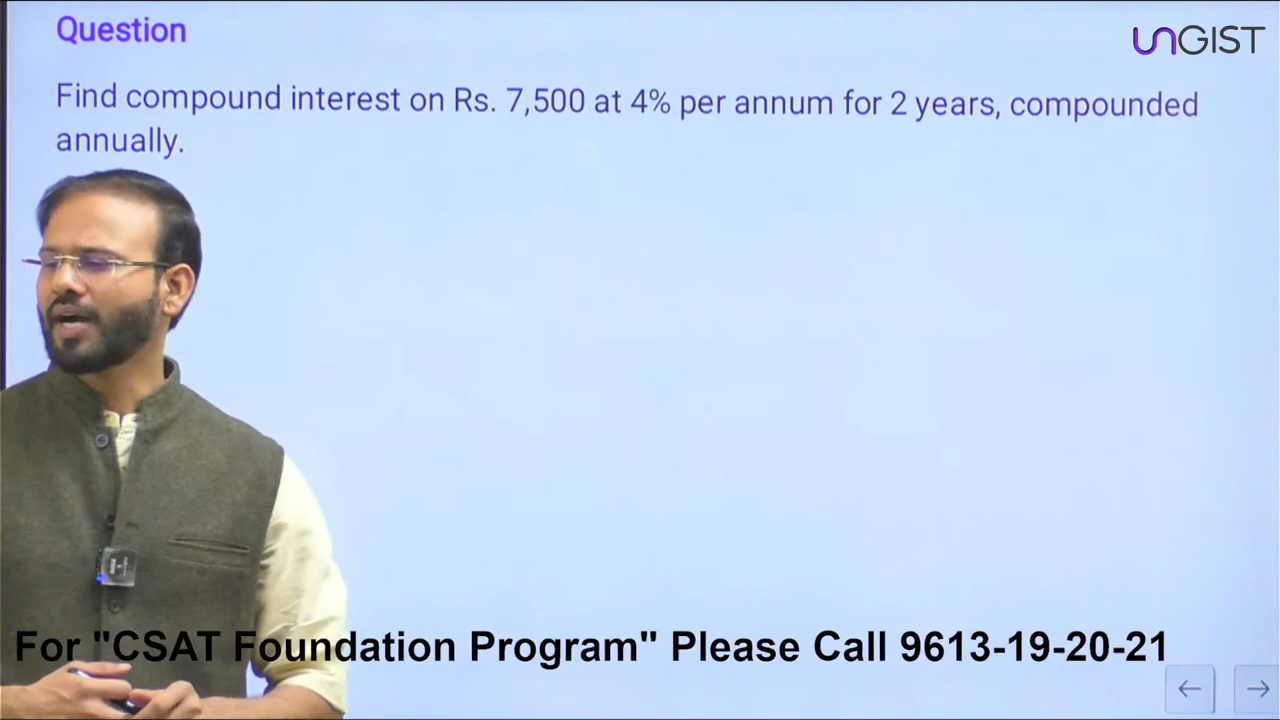 Question
UNGIST
Find compound interest on Rs. 7,500 at 4% per annum for 2 years, compounded
annually.
For "CSAT Foundation Program" Please Call 9613-19-20-21